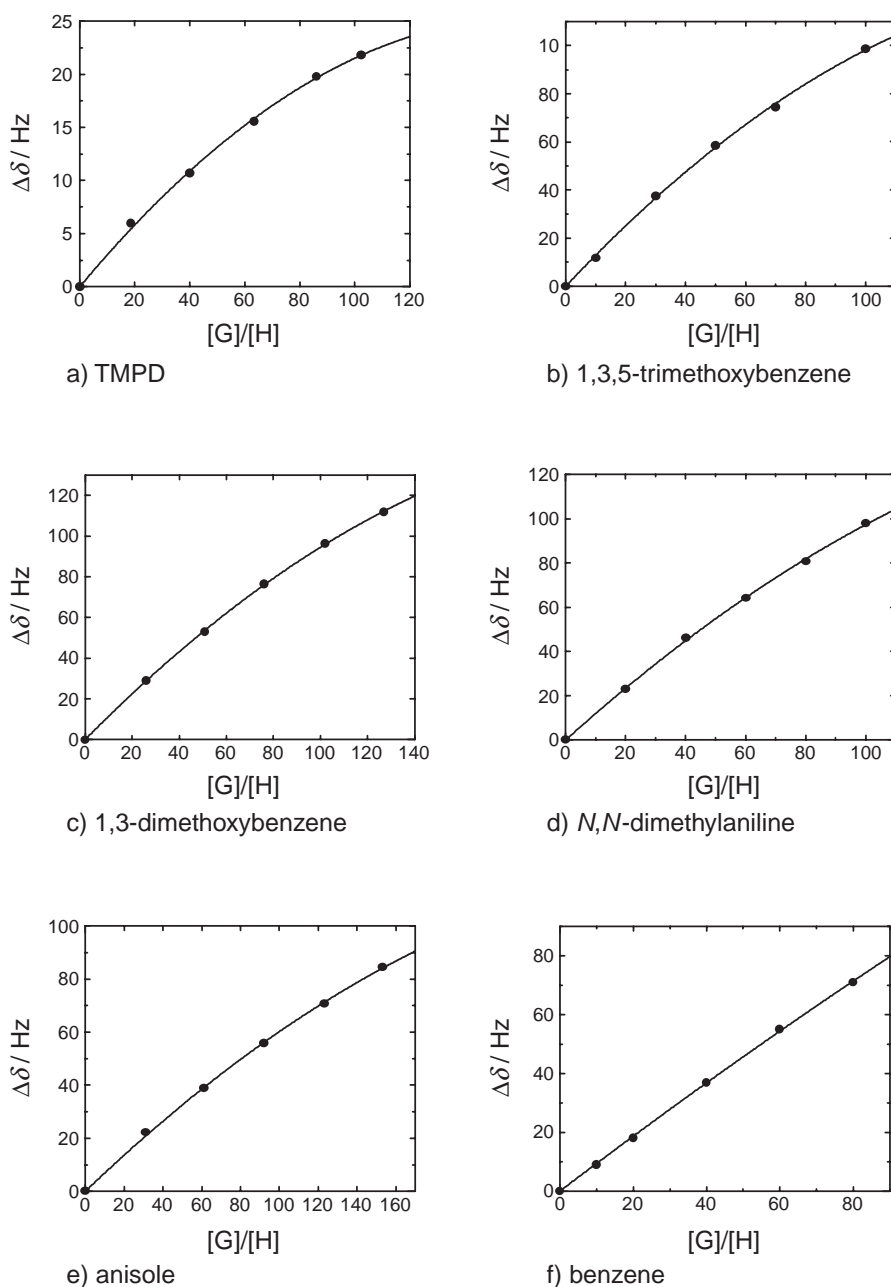 25
20
15
10
5
0
0 20 40 60 80 100 120
Δδ / Hz
[G]/[H]
a) TMPD
10
80
60
40
20
0
0 20 40 60 80 100
Δδ / Hz
[G]/[H]
b) 1,3,5-trimethoxybenzene
120
100
80
60
40
20
0
0 20 40 60 80 100 120 140
Δδ / Hz
[G]/[H]
c) 1,3-dimethoxybenzene
120
100
80
60
40
20
0
0 20 40 60 80 100
Δδ / Hz
[G]/[H]
d) N,N-dimethylaniline
100
80
60
40
20
0
0 20 40 60 80 100 120 140 160
Δδ / Hz
[G]/[H]
e) anisole
80
60
40
20
0
0 20 40 60 80
Δδ / Hz
[G]/[H]
f) benzene